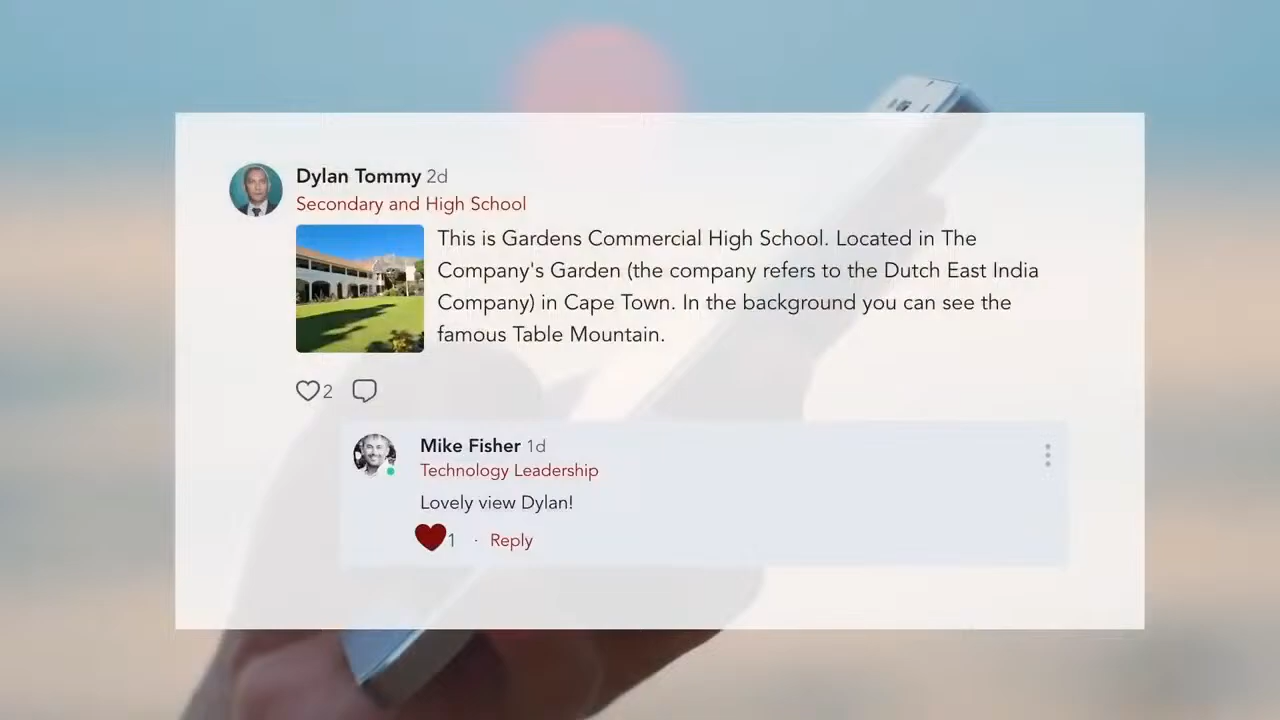 Dylan Tommy 2d
Secondary and High School
This is Gardens Commercial High School. Located in The
Company's Garden (the company refers to the Dutch East India
Company) in Cape Town. In the background you can see the
famous Table Mountain.
2
Mike Fisher 1d
Technology Leadership
Lovely view Dylan!
1 · Reply